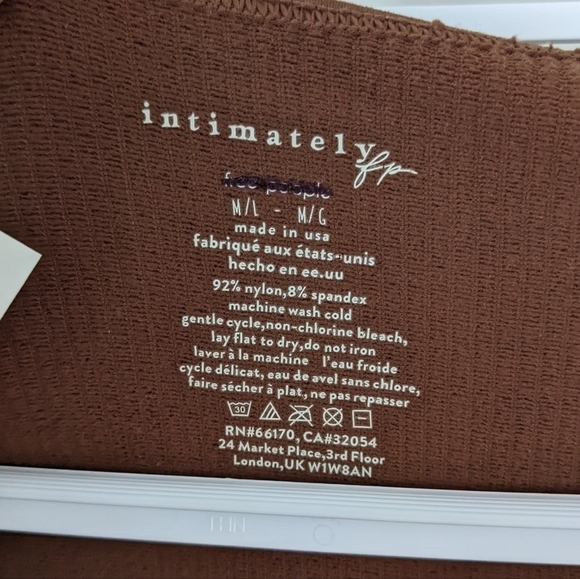 intimately
fp
free people
M/L - M/G
made in usa
fabriqué aux états-unis
hecho en ee.uu
92% nylon,8% spandex
machine wash cold
gentle cycle,non-chlorine bleach,
lay flat to dry,do not iron
laver à la machine l'eau froide
cycle délicat, eau de avel sans chlore,
faire sécher à plat, ne pas repasser
30
RN#66170, CA#32054
24 Market Place,3rd Floor
London,UK W1W8AN